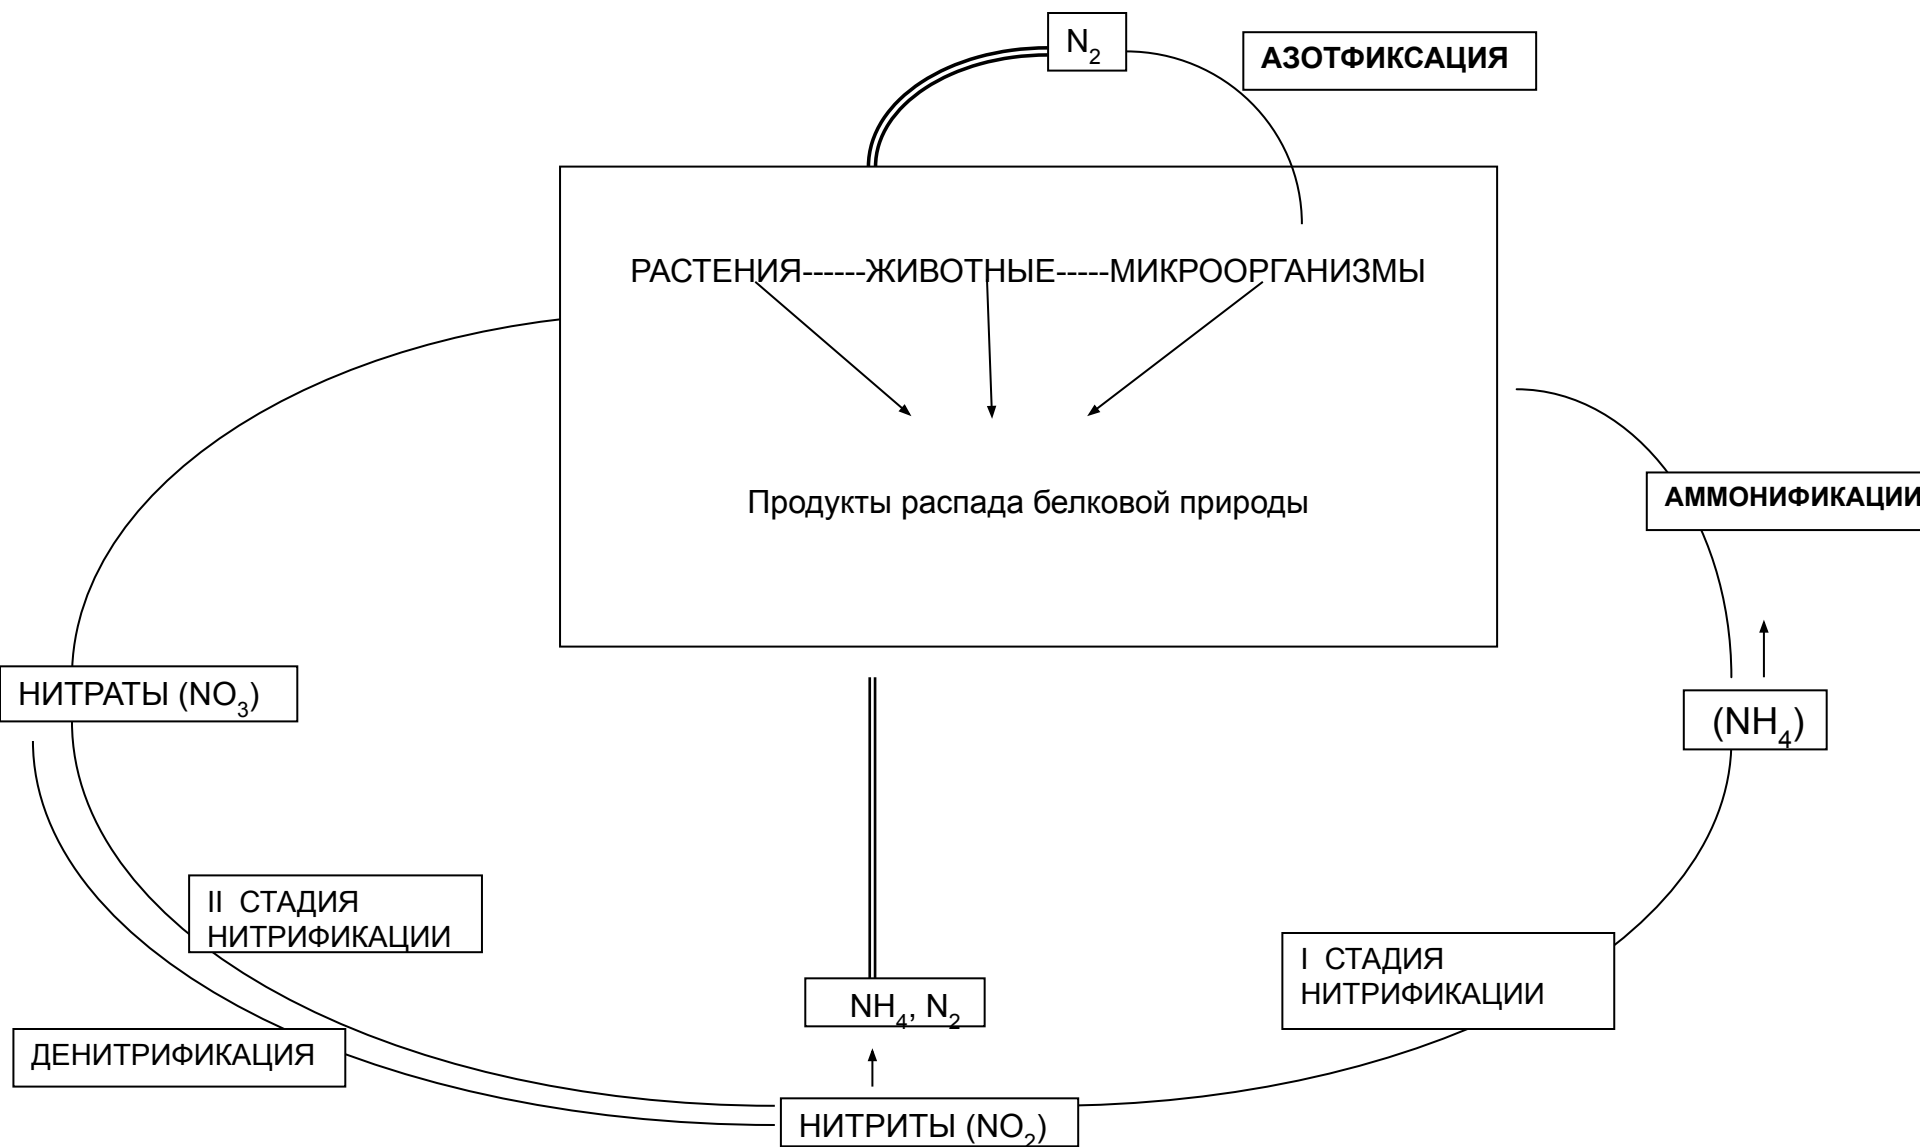 N₂
АЗОТФИКСАЦИЯ
РАСТЕНИЯ------ЖИВОТНЫЕ-----МИКРООРГАНИЗМЫ
Продукты распада белковой природы
АММОНИФИКАЦИИ
НИТРАТЫ (NO₃)
(NH₄)
II СТАДИЯ
НИТРИФИКАЦИИ
I СТАДИЯ
НИТРИФИКАЦИИ
NH₄, N₂
ДЕНИТРИФИКАЦИЯ
НИТРИТЫ (NO₂)